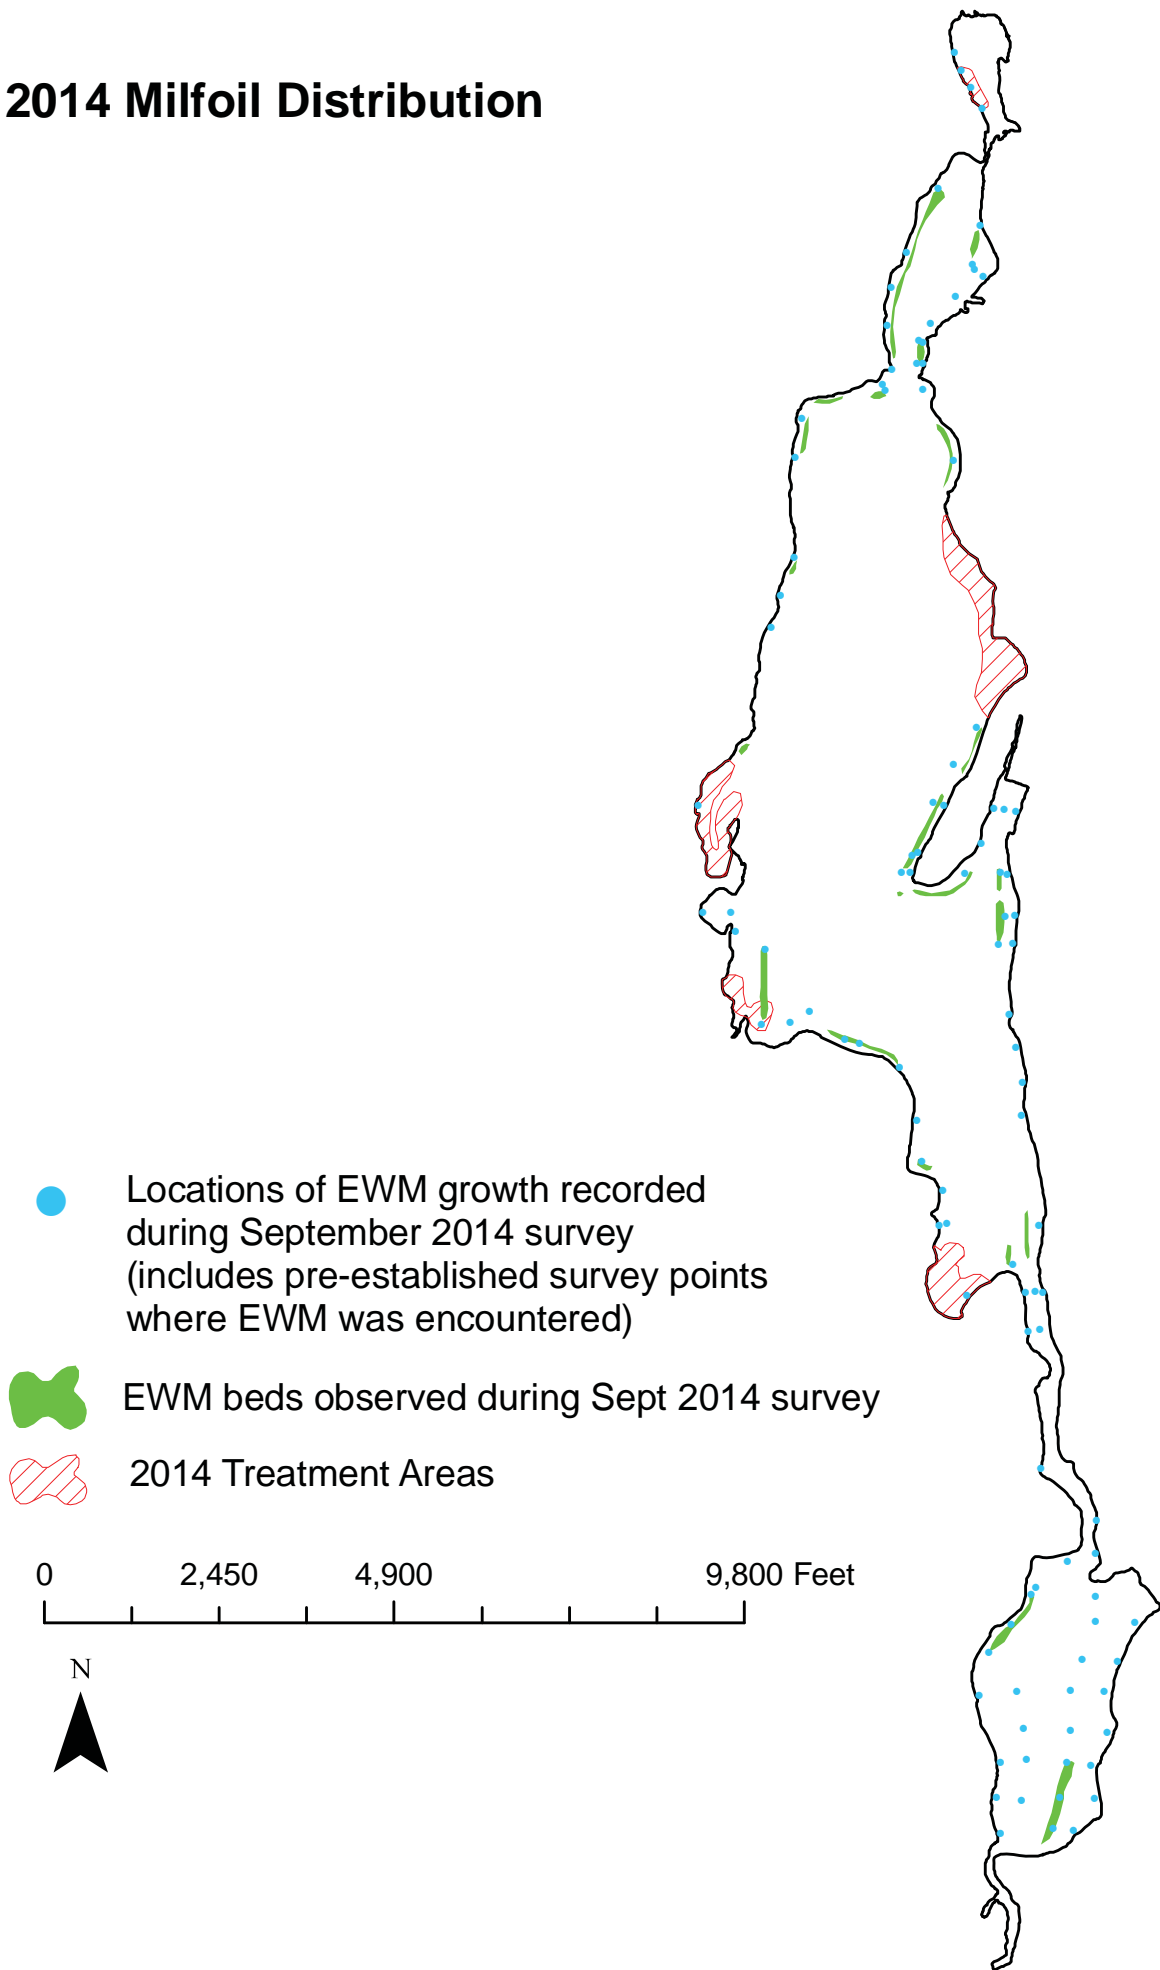 2014 Milfoil Distribution
Locations of EWM growth recorded
during September 2014 survey
(includes pre-established survey points
where EWM was encountered)
EWM beds observed during Sept 2014 survey
2014 Treatment Areas
0 2,450 4,900 9,800 Feet
N